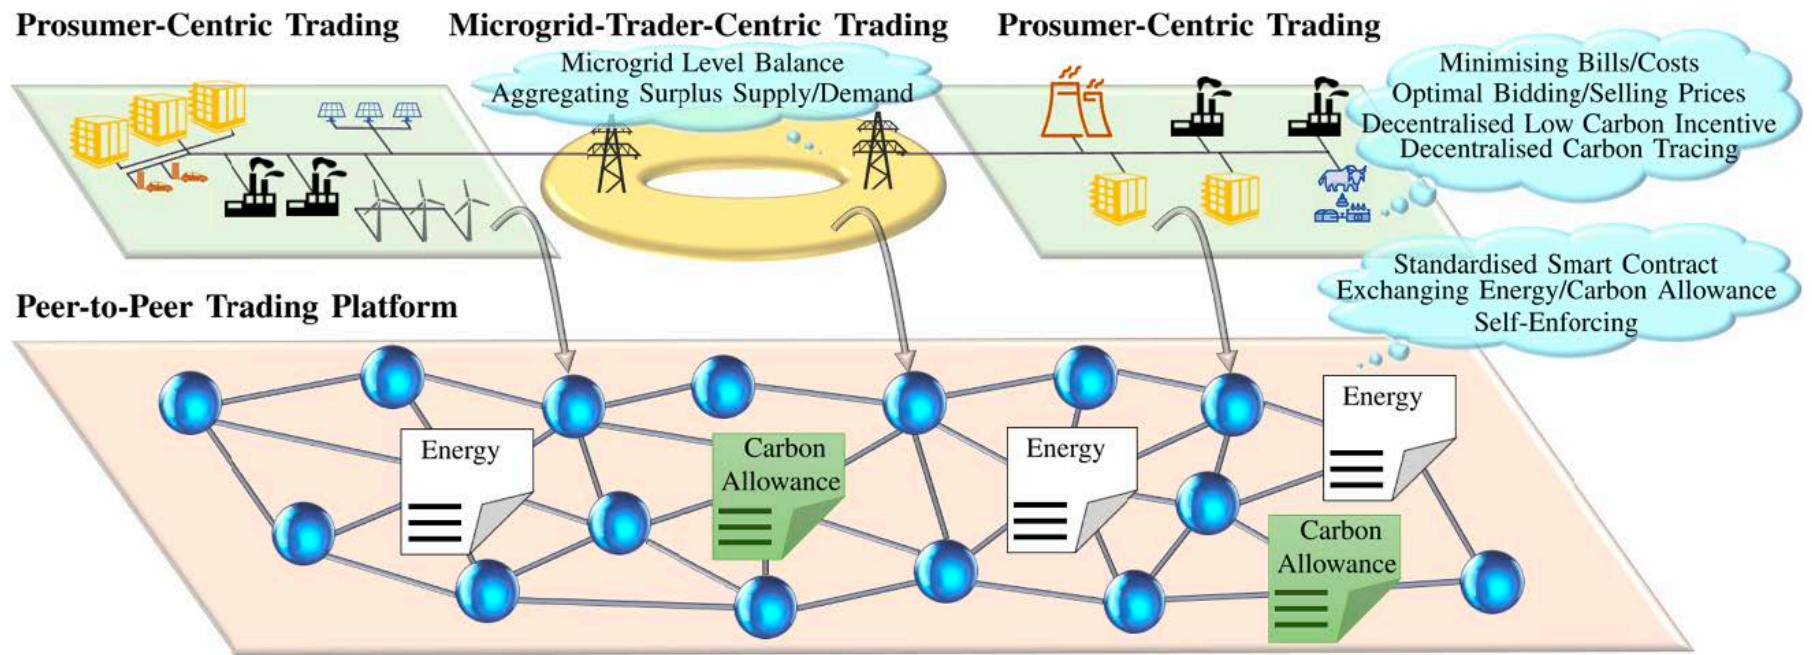 Prosumer-Centric Trading
Microgrid-Trader-Centric Trading
Prosumer-Centric Trading
Microgrid Level Balance
Aggregating Surplus Supply/Demand
Minimising Bills/Costs
Optimal Bidding/Selling Prices
Decentralised Low Carbon Incentive
Decentralised Carbon Tracing
Standardised Smart Contract
Exchanging Energy/Carbon Allowance
Self-Enforcing
Peer-to-Peer Trading Platform
Energy
Carbon
Allowance
Energy
Energy
Carbon
Allowance